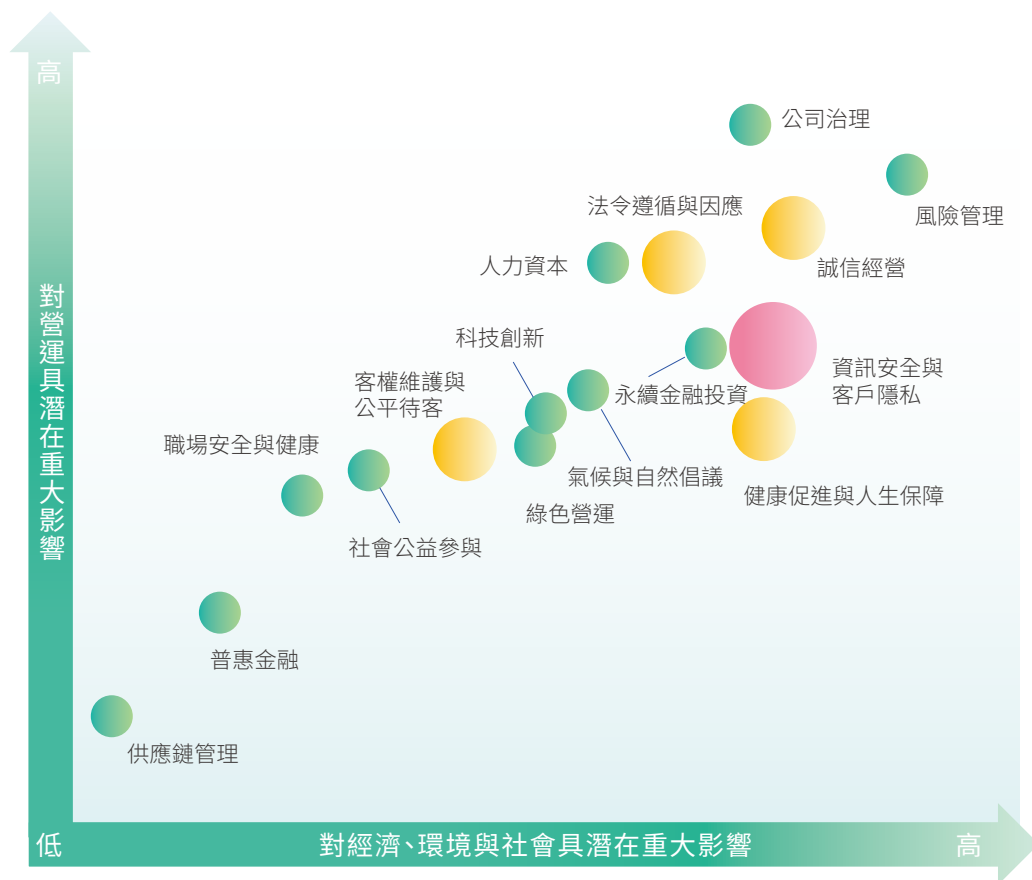 高
公司治理
風險管理
法令遵循與因應
誠信經營
人力資本
科技創新
永續金融投資
資訊安全與
客戶隱私
客權維護與
公平待客
職場安全與健康
氣候與自然倡議
健康促進與人生保障
綠色營運
社會公益參與
普惠金融
供應鏈管理
對營運具潛在重大影響
低
對經濟、環境與社會具潛在重大影響
高